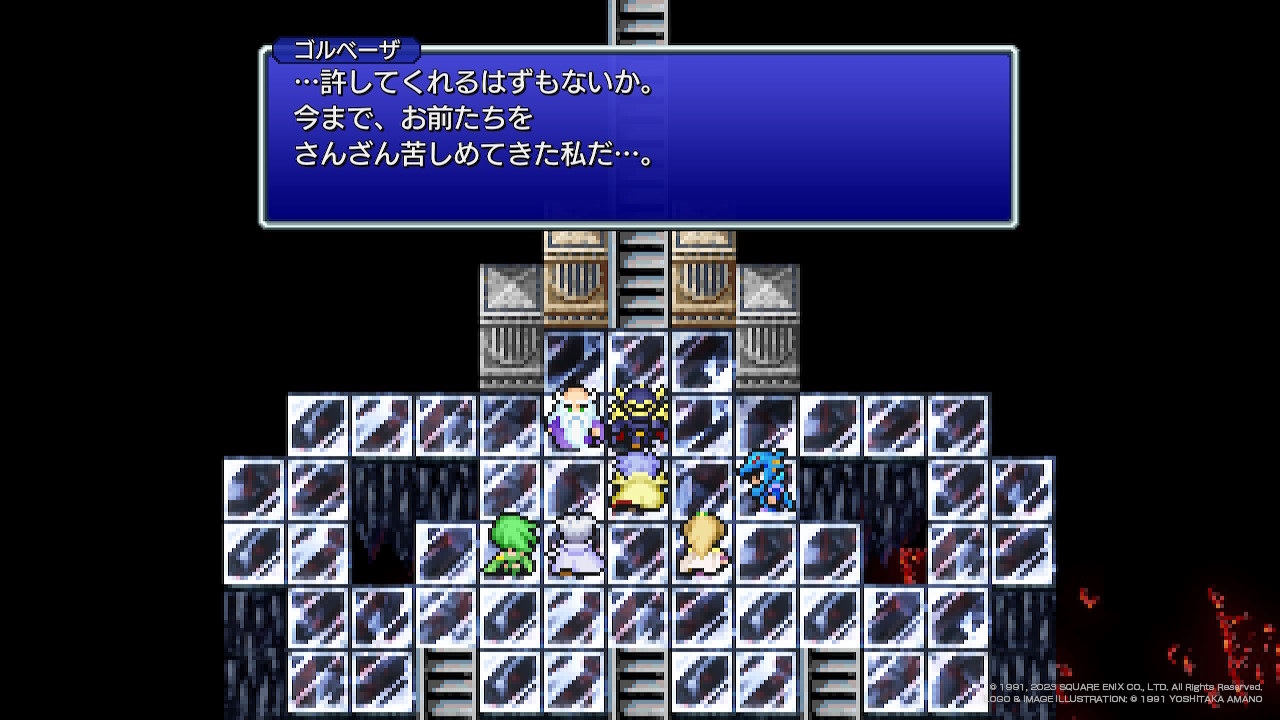 ゴルベーザ
…許してくれるはずもないか。
今まで、お前たちを
さんざん苦しめてきた私だ…。
© 1991, 2023 SQUARE ENIX CO., LTD. All Rights Reserved.
LOGO & IMAGE ILLUSTRATION: © 1991 YOSHITAKA AMANO